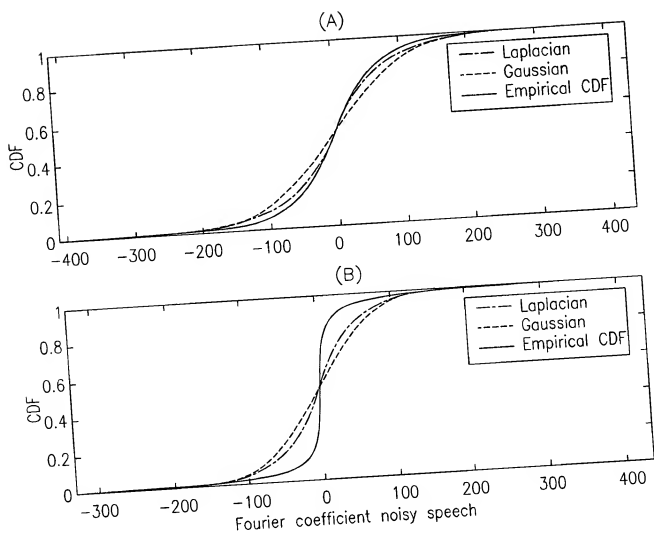 (A)
1
0.8
0.6
0.4
0.2
0
CDF
Laplacian
Gaussian
Empirical CDF
-400 -300 -200 -100 0 100 200 300 400
(B)
1
0.8
0.6
0.4
0.2
0
CDF
Laplacian
Gaussian
Empirical CDF
-300 -200 -100 0 100 200 300 400
Fourier coefficient noisy speech